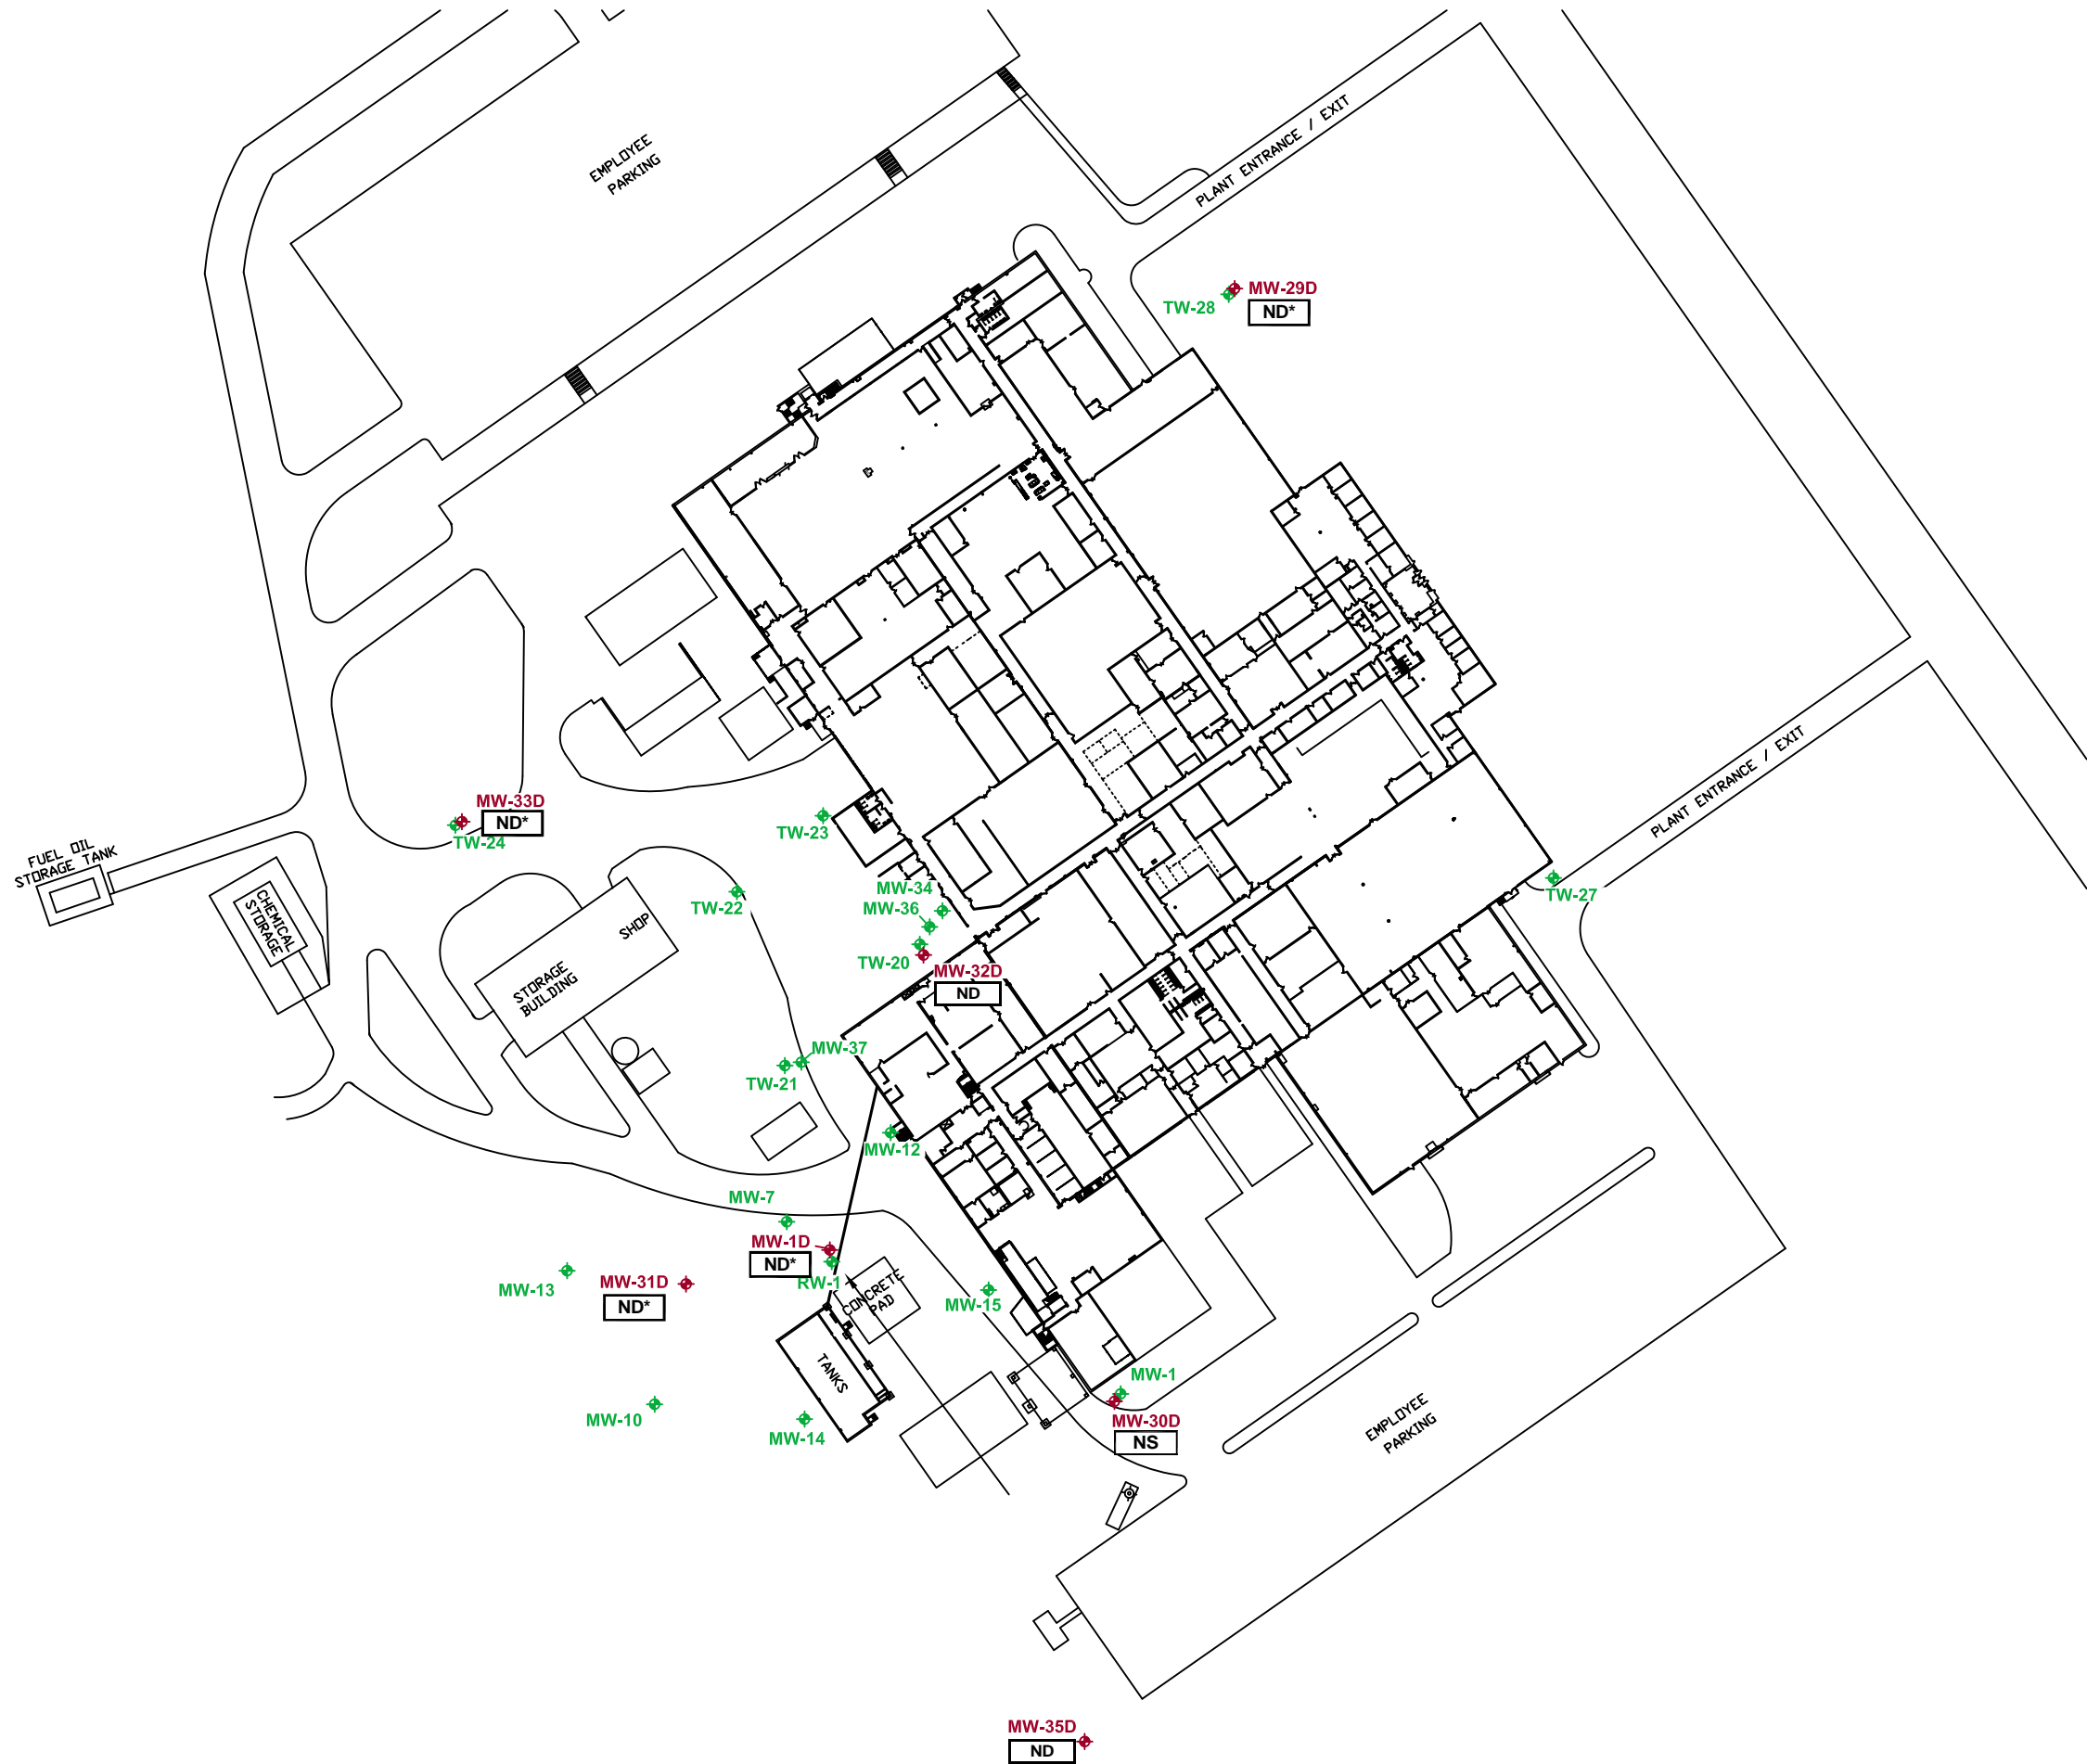 EMPLOYEE
PARKING
PLANT ENTRANCE / EXIT
MW-29D
TW-28
ND*
PLANT ENTRANCE / EXIT
MW-33D
ND*
TW-24
TW-23
FUEL OIL
STORAGE TANK
CHEMICAL
STORAGE
TW-22
SHOP
STORAGE
BUILDING
MW-34
MW-36
TW-20
MW-32D
ND
TW-27
MW-37
TW-21
MW-12
MW-7
MW-1D
ND*
RW-1
MW-13
MW-31D
ND*
CONCRETE
PAD
MW-15
TANKS
MW-10
MW-14
MW-1
MW-30D
NS
EMPLOYEE
PARKING
MW-35D
ND